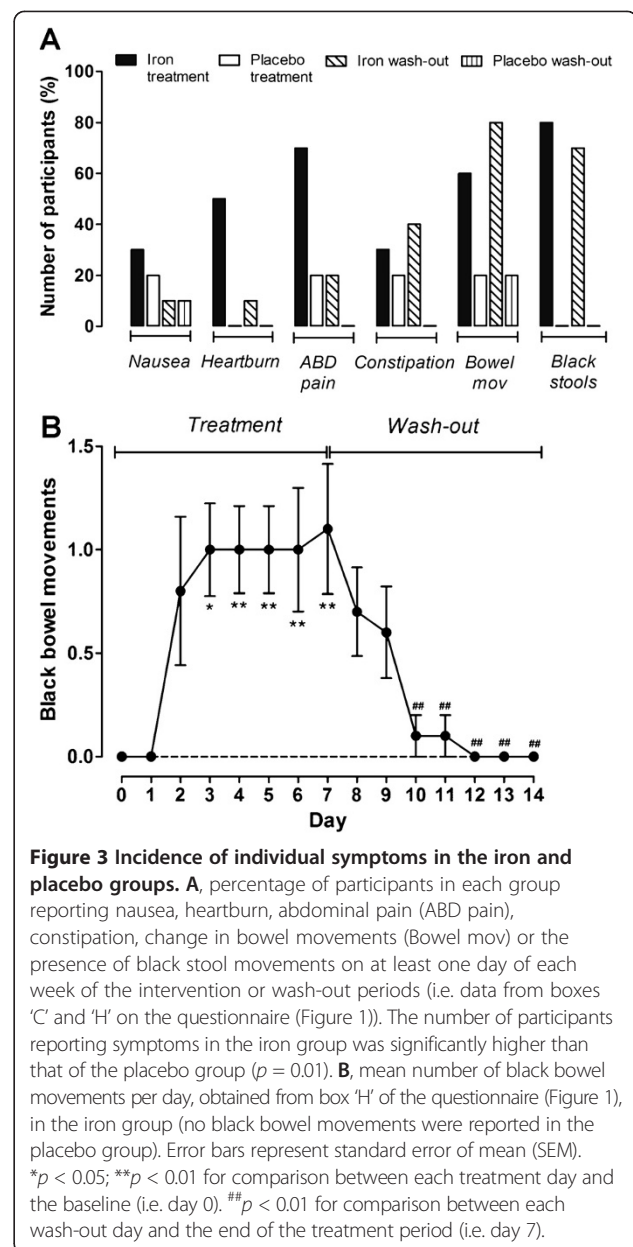 A
Iron treatment
Placebo treatment
Iron wash-out
Placebo wash-out
Number of participants (%)
100
80
60
40
20
0
Nausea
Heartburn
ABD pain
Constipation
Bowel mov
Black stools
B
Treatment
Wash-out
Black bowel movements
1.5
1.0
0.5
0.0
* ** ** ** **
## ## ## ## ##
0 1 2 3 4 5 6 7 8 9 10 11 12 13 14
Day
Figure 3 Incidence of individual symptoms in the iron and
placebo groups. A, percentage of participants in each group
reporting nausea, heartburn, abdominal pain (ABD pain),
constipation, change in bowel movements (Bowel mov) or the
presence of black stool movements on at least one day of each
week of the intervention or wash-out periods (i.e. data from boxes
‘C’ and ‘H’ on the questionnaire (Figure 1)). The number of participants
reporting symptoms in the iron group was significantly higher than
that of the placebo group (p = 0.01). B, mean number of black bowel
movements per day, obtained from box ‘H’ of the questionnaire (Figure 1),
in the iron group (no black bowel movements were reported in the
placebo group). Error bars represent standard error of mean (SEM).
*p < 0.05; **p < 0.01 for comparison between each treatment day and
the baseline (i.e. day 0). ##p < 0.01 for comparison between each
wash-out day and the end of the treatment period (i.e. day 7).